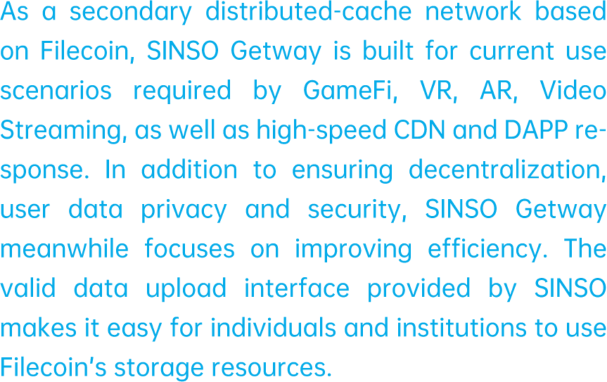 As a secondary distributed-cache network based
on Filecoin, SINSO Getway is built for current use
scenarios required by GameFi, VR, AR, Video
Streaming, as well as high-speed CDN and DAPP re-
sponse. In addition to ensuring decentralization,
user data privacy and security, SINSO Getway
meanwhile focuses on improving efficiency. The
valid data upload interface provided by SINSO
makes it easy for individuals and institutions to use
Filecoin's storage resources.